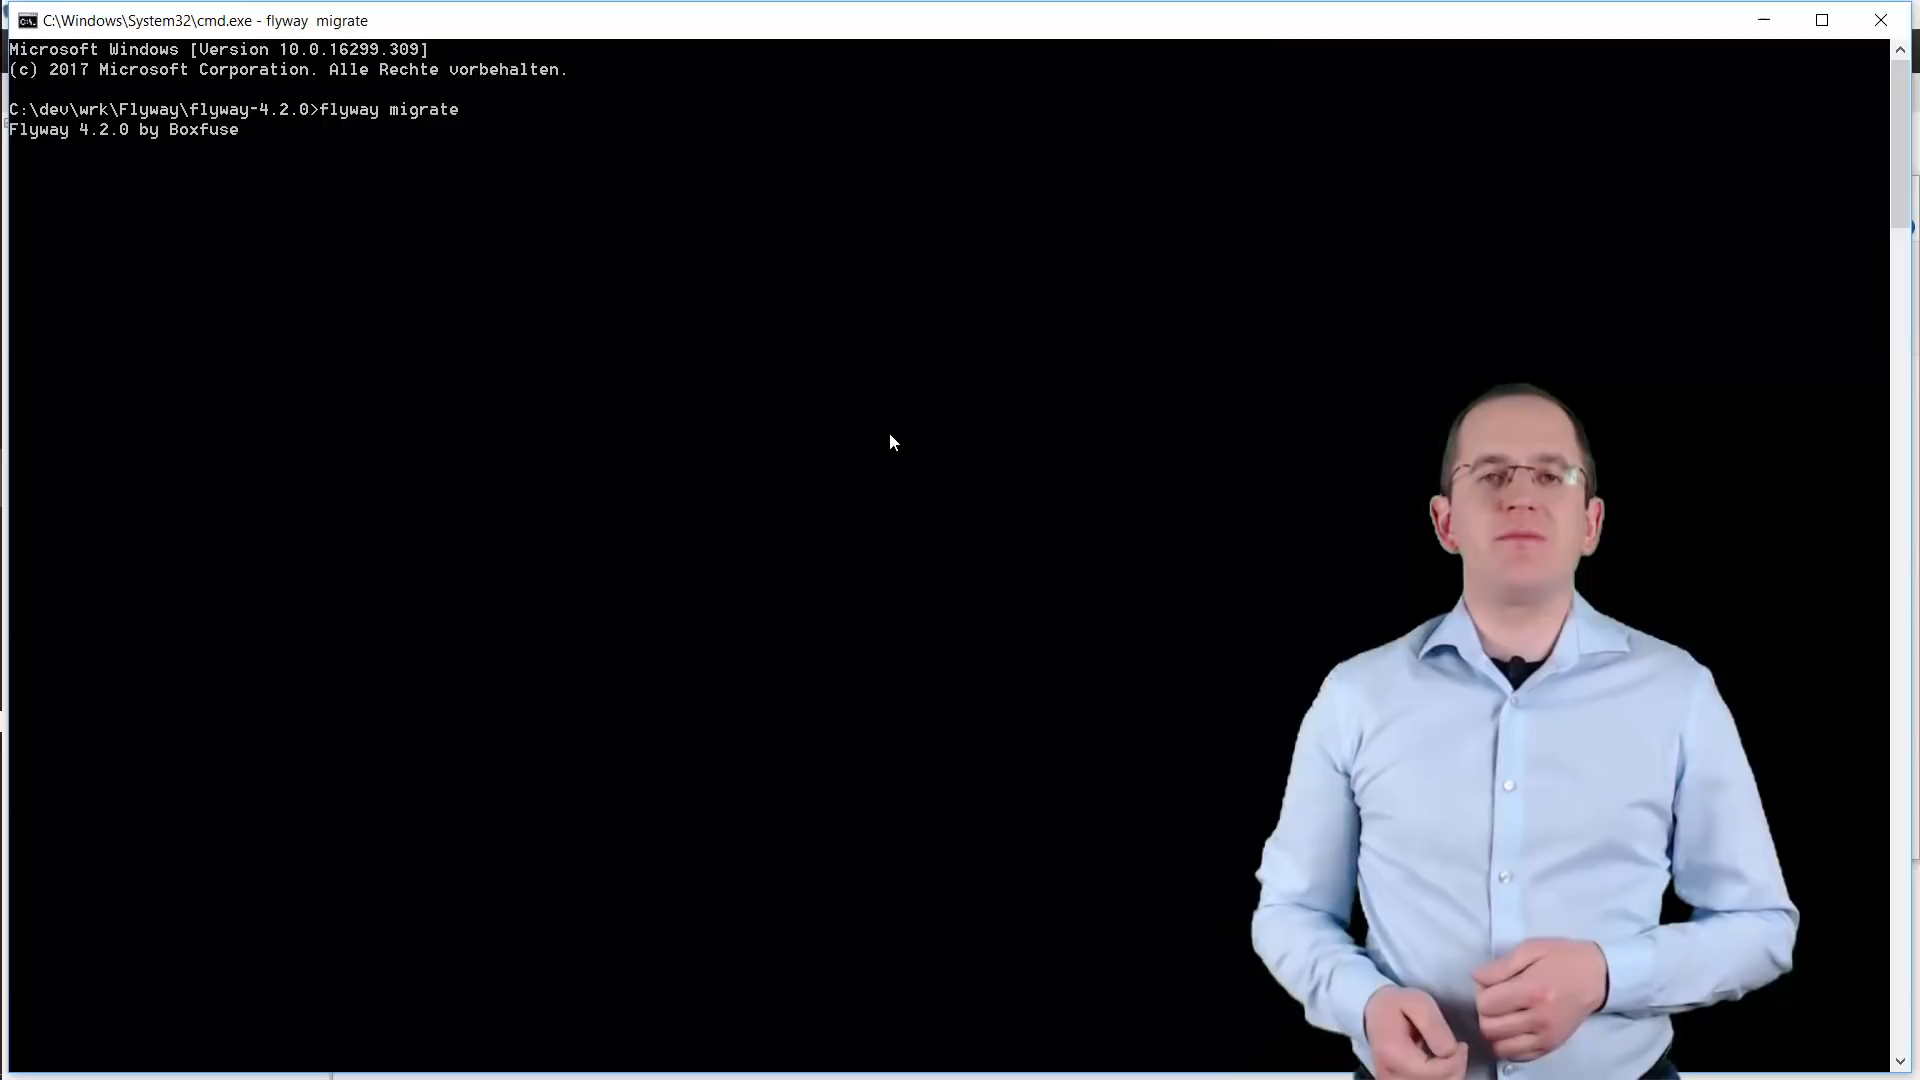 C:\Windows\System32\cmd.exe - flyway  migrate
Microsoft Windows [Version 10.0.16299.309]
(c) 2017 Microsoft Corporation. Alle Rechte vorbehalten.
C:\dev\wrk\Flyway\flyway-4.2.0>flyway migrate
Flyway 4.2.0 by Boxfuse